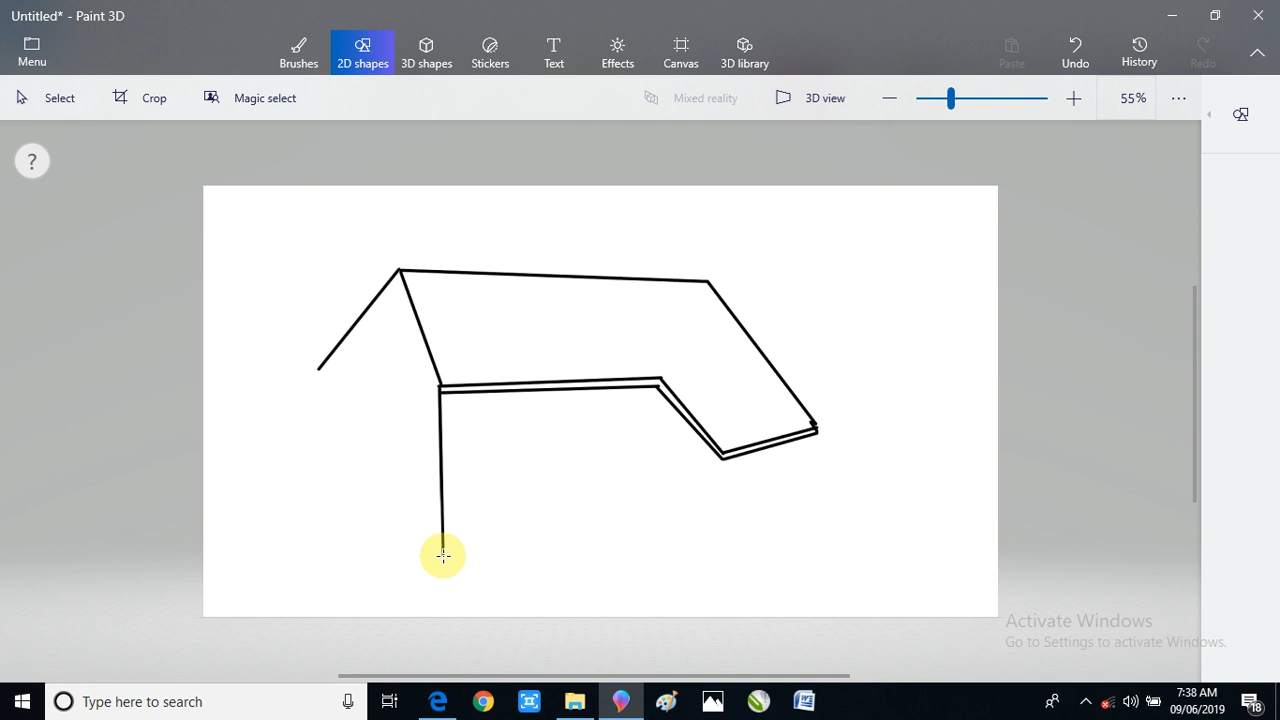 Untitled* - Paint 3D
Menu
Brushes
2D shapes
3D shapes
Stickers
Text
Effects
Canvas
3D library
Paste
Undo
History
Redo
Select
Crop
Magic select
Mixed reality
3D view
55%
?
Activate Windows
Go to Settings to activate Windows.
Type here to search
7:38 AM
09/06/2019
18